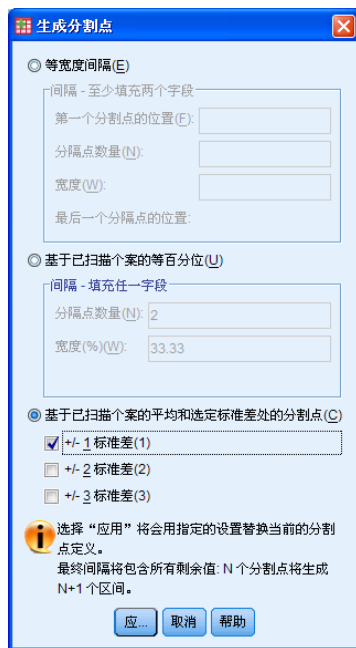 生成分割点
等宽度间隔(E)
间隔 - 至少填充两个字段
第一个分割点的位置(F):
分隔点数量(N):
宽度(W):
最后一个分隔点的位置:
基于已扫描个案的等百分位(U)
间隔 - 填充任一字段
分隔点数量(N): 2
宽度(%)(W): 33.33
基于已扫描个案的平均和选定标准差处的分割点(C)
+/- 1 标准差(1)
+/- 2 标准差(2)
+/- 3 标准差(3)
选择“应用”将会用指定的设置替换当前的分割
点定义。
最终间隔将包含所有剩余值: N 个分割点将生成
N+1 个区间。
应... 取消 帮助